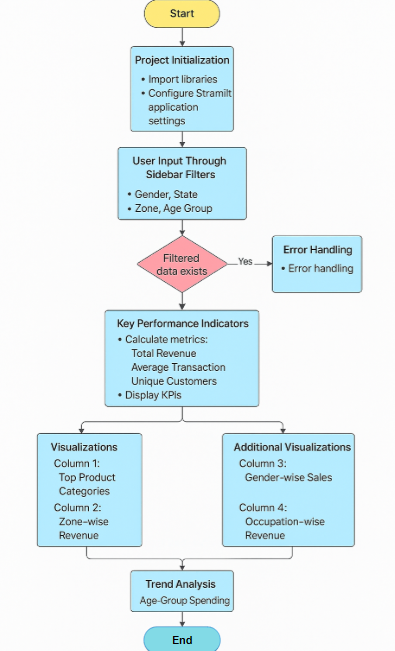 Start
Project Initialization
• Import libraries
• Configure Stramilt
application
settings
User Input Through
Sidebar Filters
• Gender, State
• Zone, Age Group
Filtered
data exists
Yes
Error Handling
• Error handling
Key Performance Indicators
• Calculate metrics:
Total Revenue
Average Transaction
Unique Customers
• Display KPIs
Visualizations
Column 1:
Top Product
Categories
Column 2:
Zone-wise
Revenue
Additional Visualizations
Column 3:
Gender-wise Sales
Column 4:
Occupation-wise
Revenue
Trend Analysis
Age-Group Spending
End